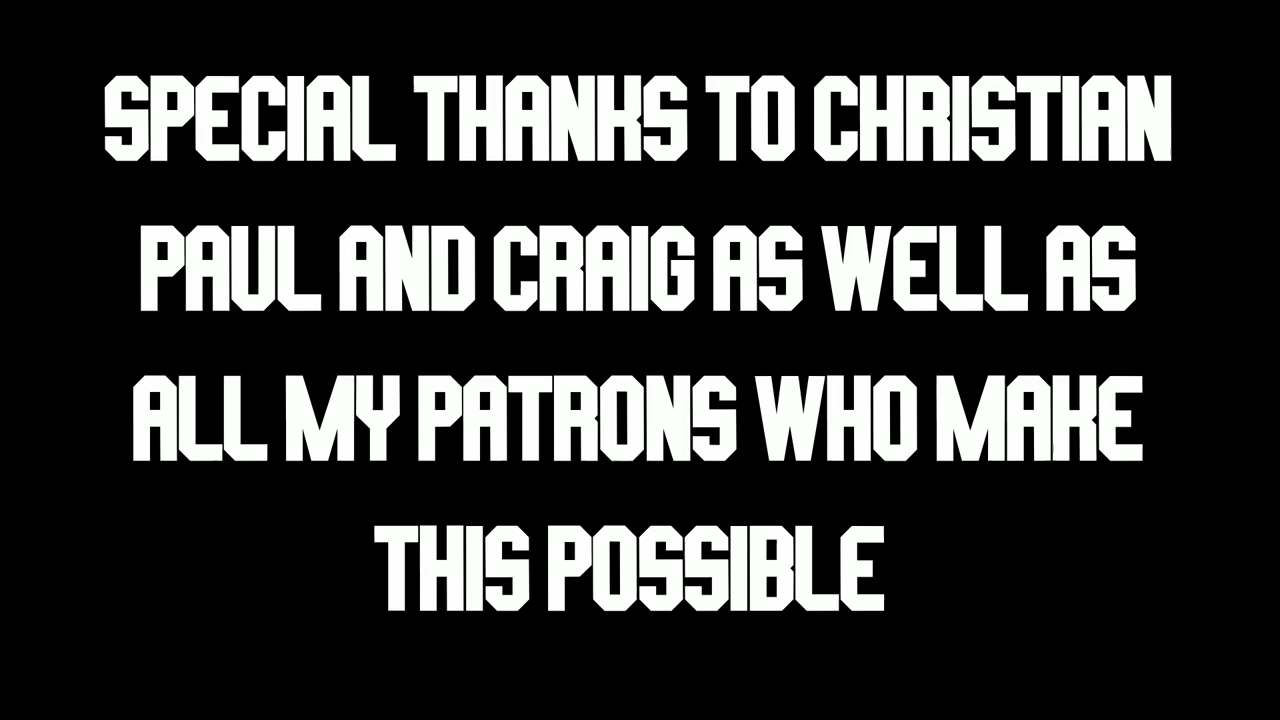 SPECIAL THANKS TO CHRISTIAN
PAUL AND CRAIG AS WELL AS
ALL MY PATRONS WHO MAKE
THIS POSSIBLE